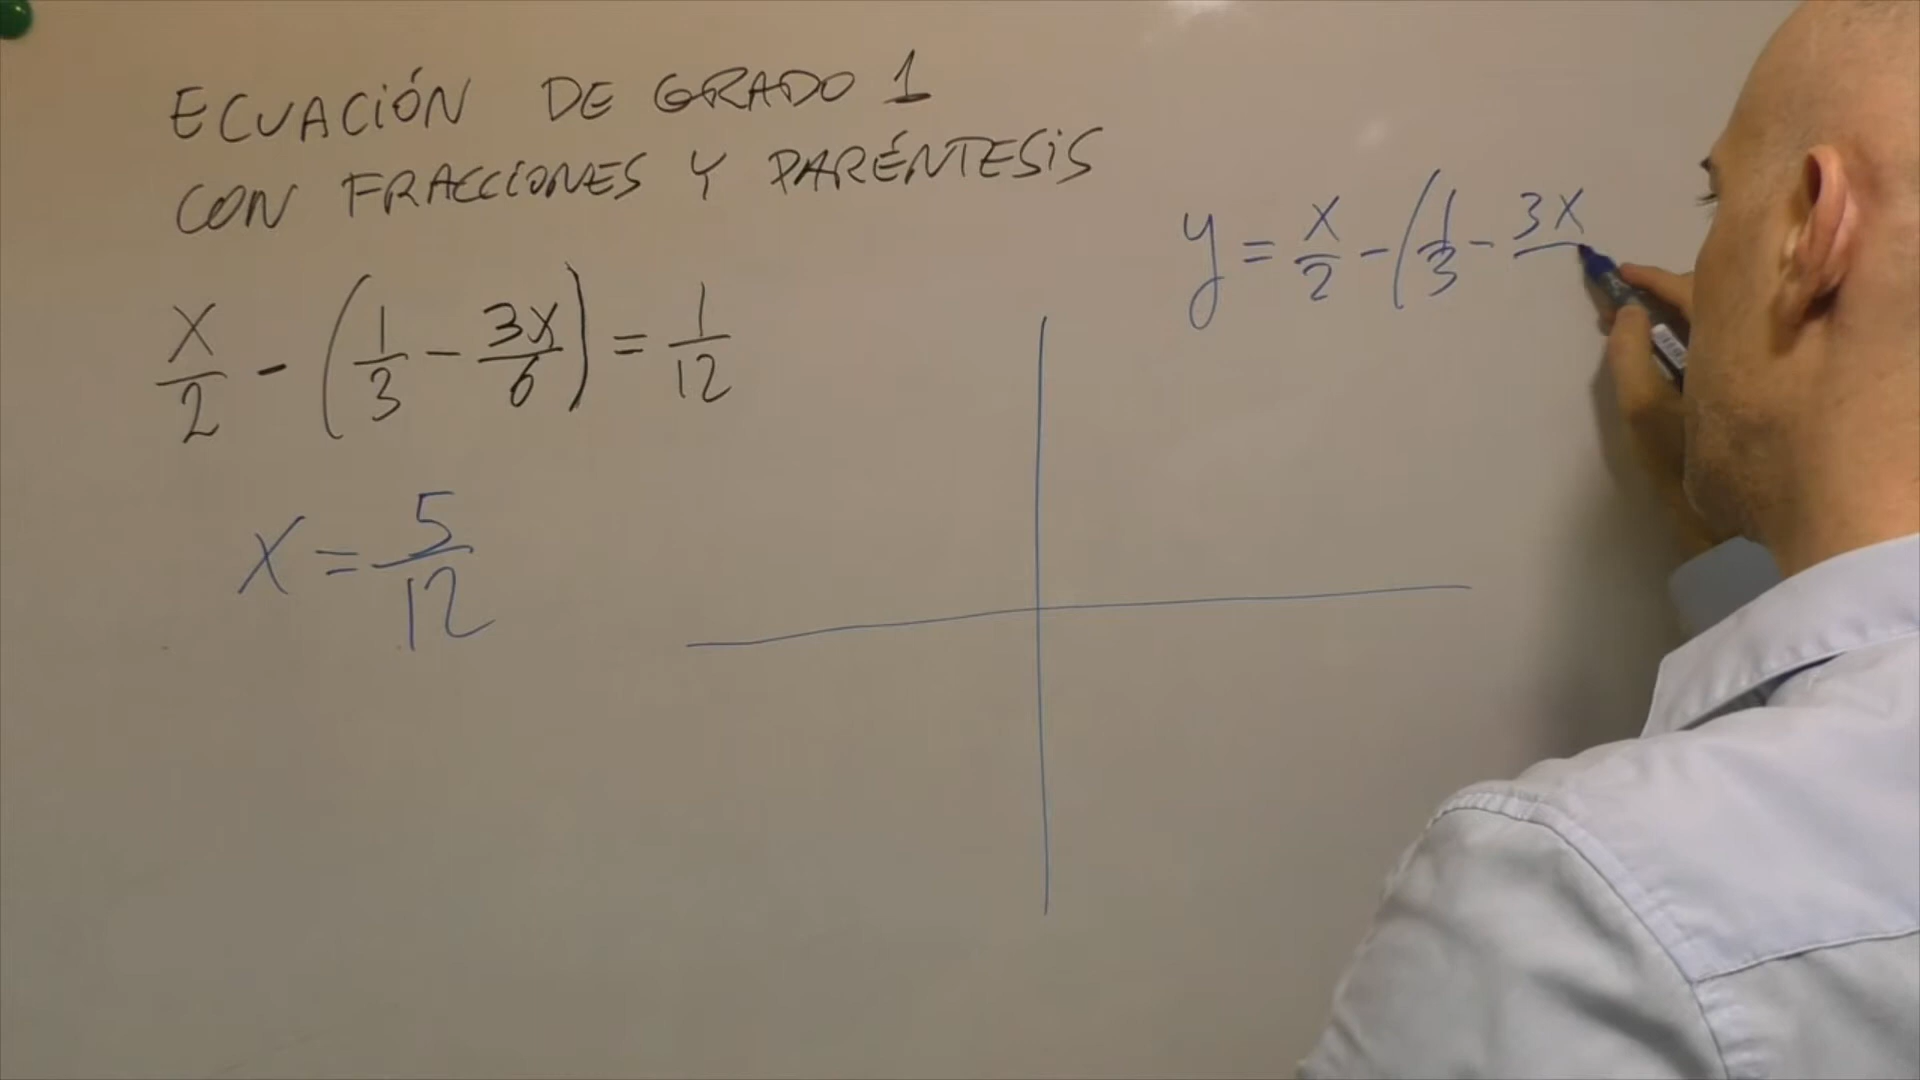 ECUACIÓN DE GRADO 1
CON FRACCIONES Y PARÉNTESIS
x/2 - (1/3 - 3x/6) = 1/12
x = 5/12
y = x/2 - (1/3 - 3x